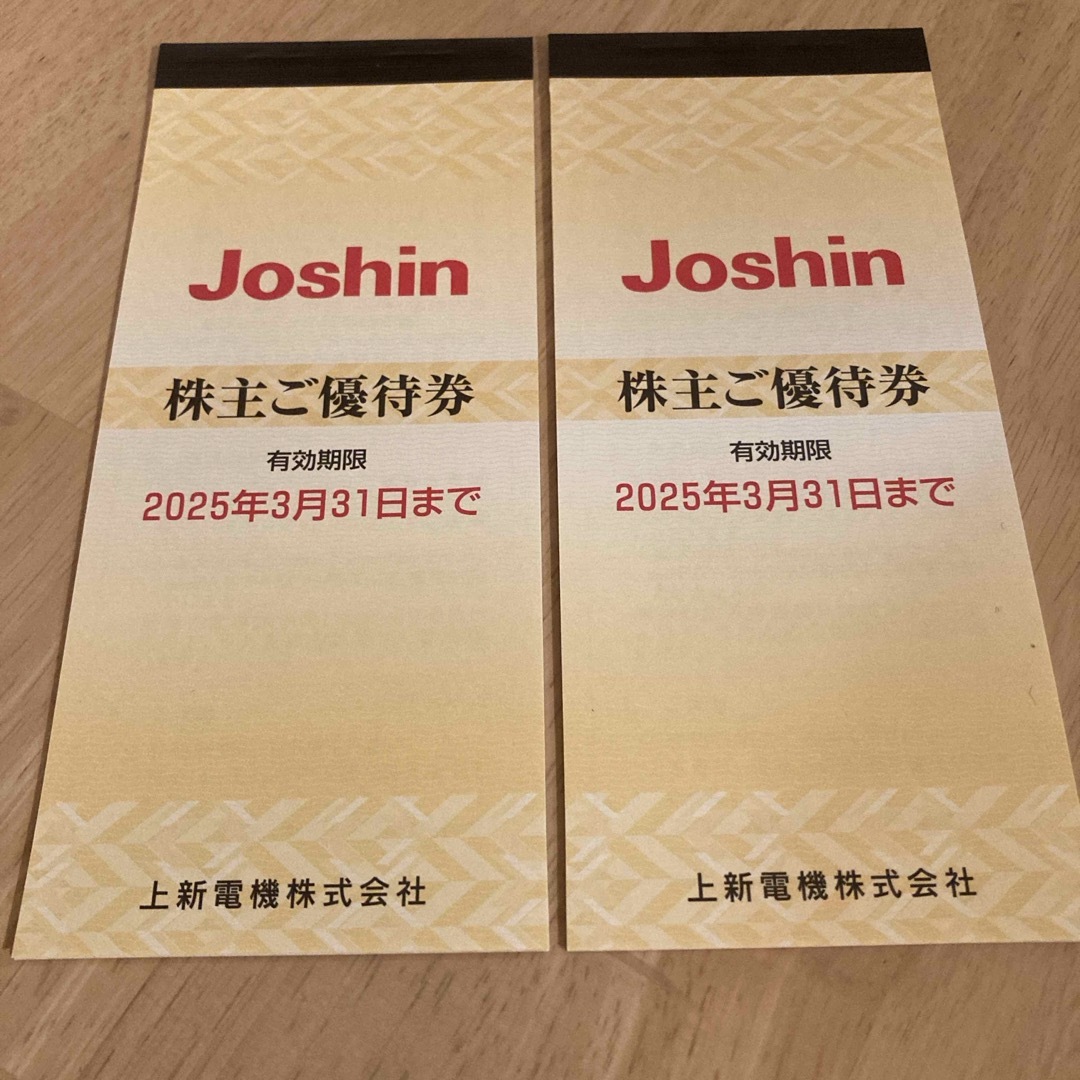 Joshin
株主ご優待券
有効期限
2025年3月31日まで
上新電機株式会社
Joshin
株主ご優待券
有効期限
2025年3月31日まで
上新電機株式会社